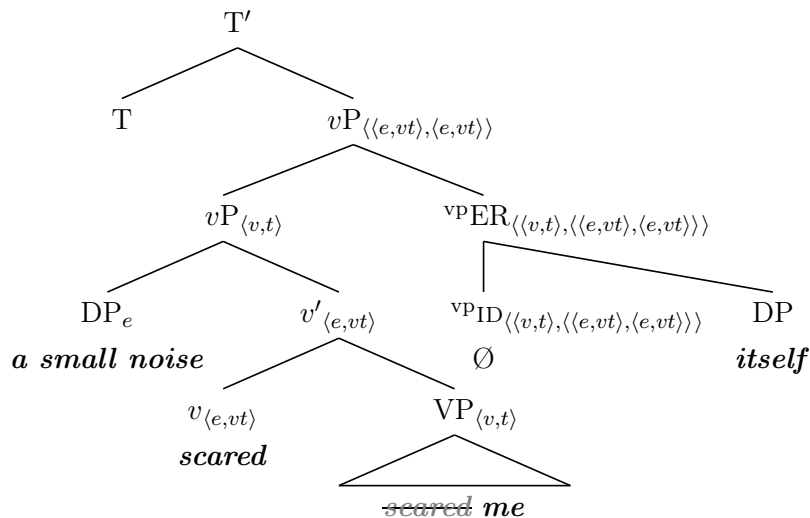 T′
T vP⟨⟨e,vt⟩,⟨e,vt⟩⟩
vP⟨v,t⟩ vpER⟨⟨v,t⟩,⟨⟨e,vt⟩,⟨e,vt⟩⟩⟩
DPe v′⟨e,vt⟩ vpID⟨⟨v,t⟩,⟨⟨e,vt⟩,⟨e,vt⟩⟩⟩ DP
a small noise Ø itself
v⟨e,vt⟩ VP⟨v,t⟩
scared
scared me